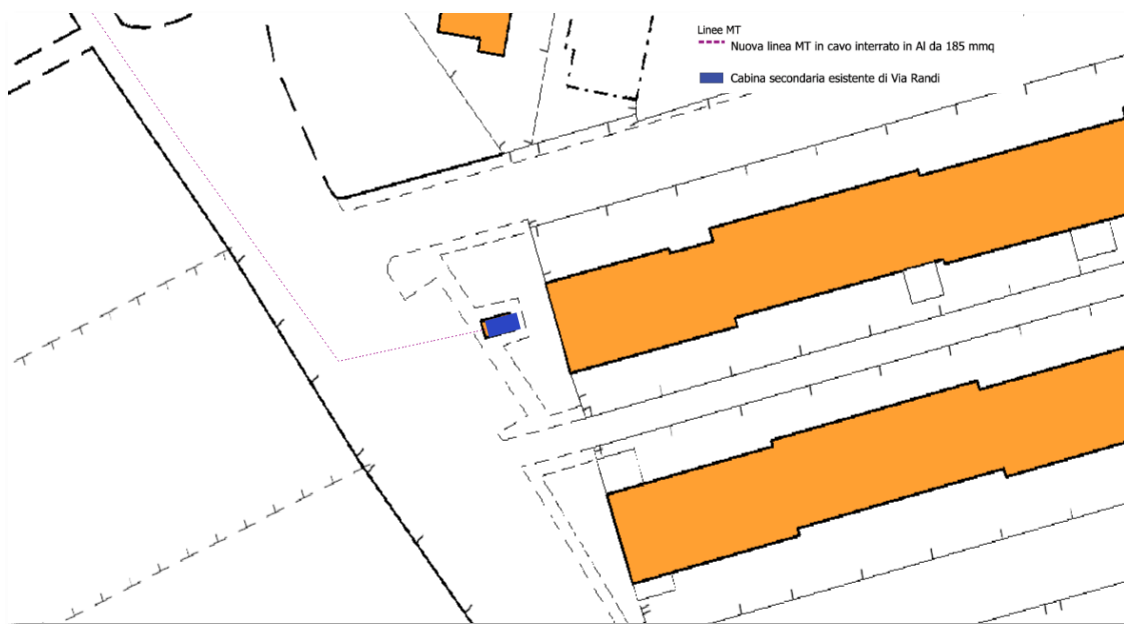 Linee MT
Nuova linea MT in cavo interrato in Al da 185 mmq
Cabina secondaria esistente di Via Randi